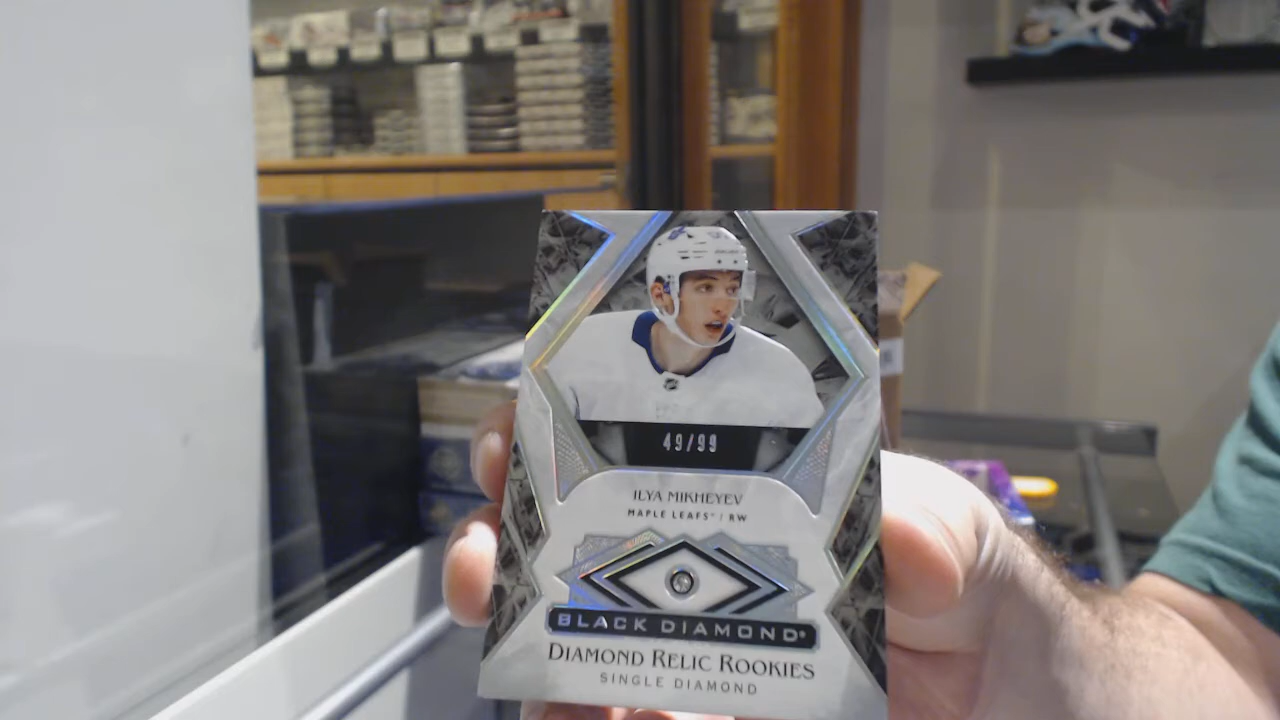 49/99
ILYA MIKHEYEV
MAPLE LEAFS™ / RW
BLACK DIAMOND®
DIAMOND RELIC ROOKIES
SINGLE DIAMOND